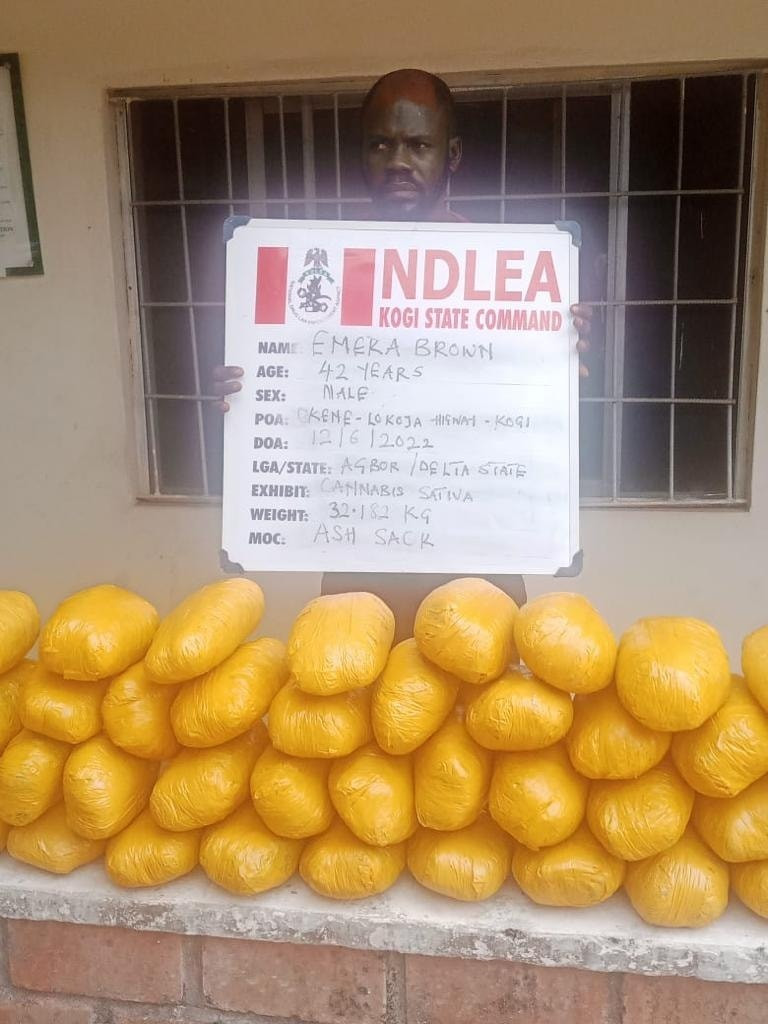 NDLEA
KOGI STATE COMMAND
NAME: EMEKA BROWN
AGE: 42 YEARS
SEX: MALE
POA: OKENE-LOKOJA-HIGWAY-KOGI
DOA: 12/6/2022
LGA/STATE: AGBOR/DELTA STATE
EXHIBIT: CANNABIS SATIVA
WEIGHT: 32.182 KG
MOC: ASH SACK